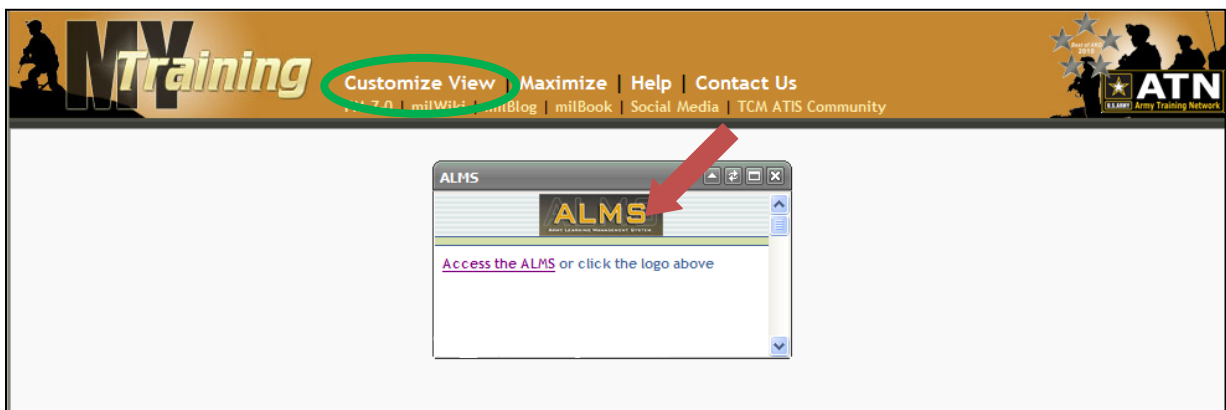 MY Training
Customize View | Maximize | Help | Contact Us
7.0 | milWiki | milBlog | milBook | Social Media | TCM ATIS Community
Best of AKO
2010
U.S. ARMY
ATN
Army Training Network
ALMS
ALMS
ARMY LEARNING MANAGEMENT SYSTEM
Access the ALMS or click the logo above